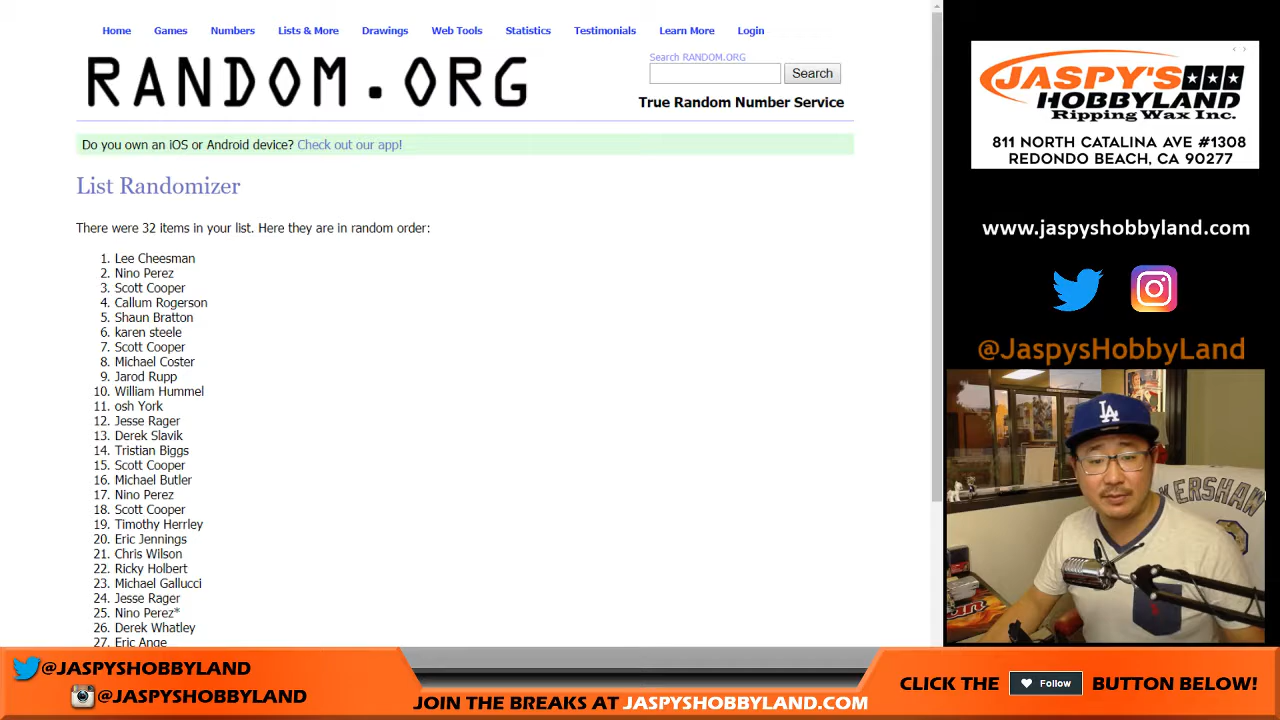 Home Games Numbers Lists & More Drawings Web Tools Statistics Testimonials Learn More Login
RANDOM.ORG
Search RANDOM.ORG
Search
True Random Number Service
Do you own an iOS or Android device? Check out our app!
List Randomizer
There were 32 items in your list. Here they are in random order:
1. Lee Cheesman
2. Nino Perez
3. Scott Cooper
4. Callum Rogerson
5. Shaun Bratton
6. karen steele
7. Scott Cooper
8. Michael Coster
9. Jarod Rupp
10. William Hummel
11. osh York
12. Jesse Rager
13. Derek Slavik
14. Tristian Biggs
15. Scott Cooper
16. Michael Butler
17. Nino Perez
18. Scott Cooper
19. Timothy Herrley
20. Eric Jennings
21. Chris Wilson
22. Ricky Holbert
23. Michael Gallucci
24. Jesse Rager
25. Nino Perez*
26. Derek Whatley
27. Eric Ange
JASPY'S
HOBBYLAND
Ripping Wax Inc.
811 NORTH CATALINA AVE #1308
REDONDO BEACH, CA 90277
www.jaspyshobbyland.com
@JaspysHobbyLand
LA
KERSHAW
@JASPYSHOBBYLAND
@JASPYSHOBBYLAND
JOIN THE BREAKS AT JASPYSHOBBYLAND.COM
CLICK THE Follow BUTTON BELOW!